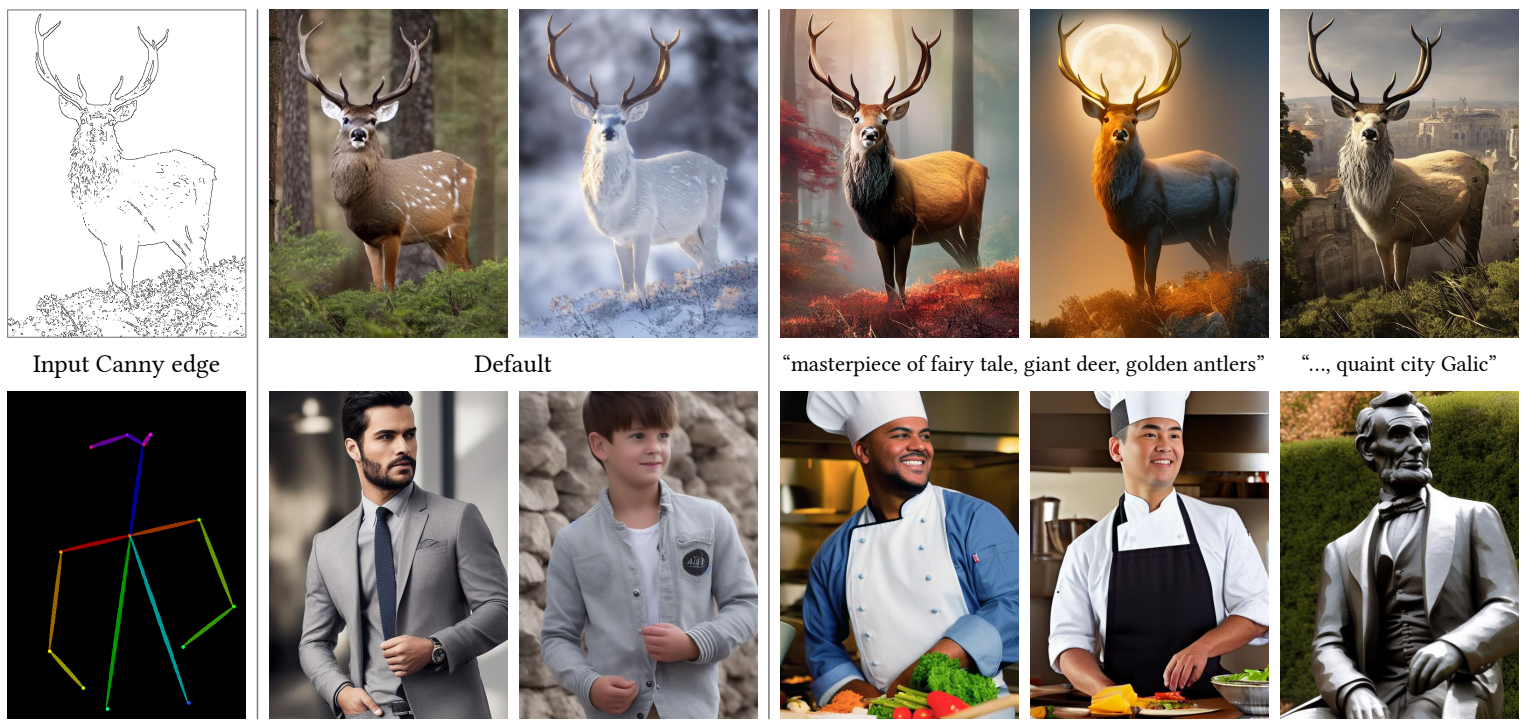 Input Canny edge
Default
“masterpiece of fairy tale, giant deer, golden antlers”
“..., quaint city Galic”